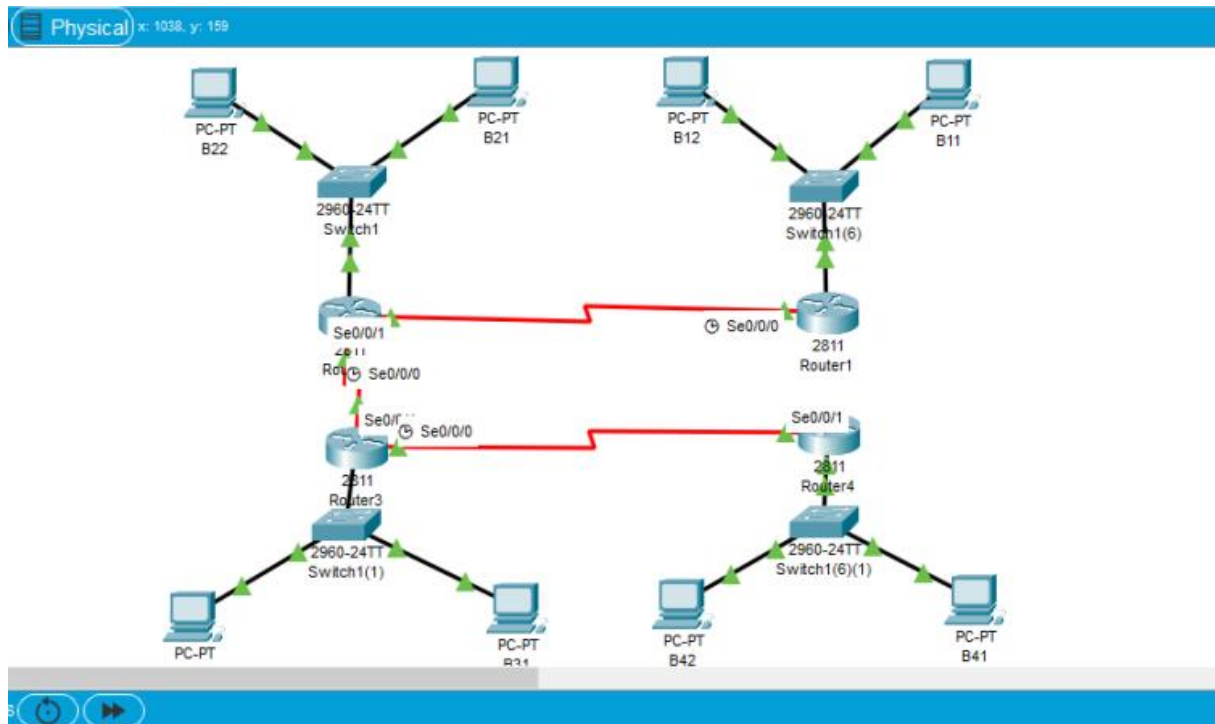 Physical x: 1038, y: 159
PC-PT
B22
PC-PT
B21
PC-PT
B12
PC-PT
B11
2960-24TT
Switch1
2960-24TT
Switch1(6)
Se0/0/1
Se0/0/0
2811
Router1
Se0/0/0
Se0/0/0
Se0/0/1
2811
Router3
2811
Router4
2960-24TT
Switch1(1)
2960-24TT
Switch1(6)(1)
PC-PT
PC-PT
B31
PC-PT
B42
PC-PT
B41